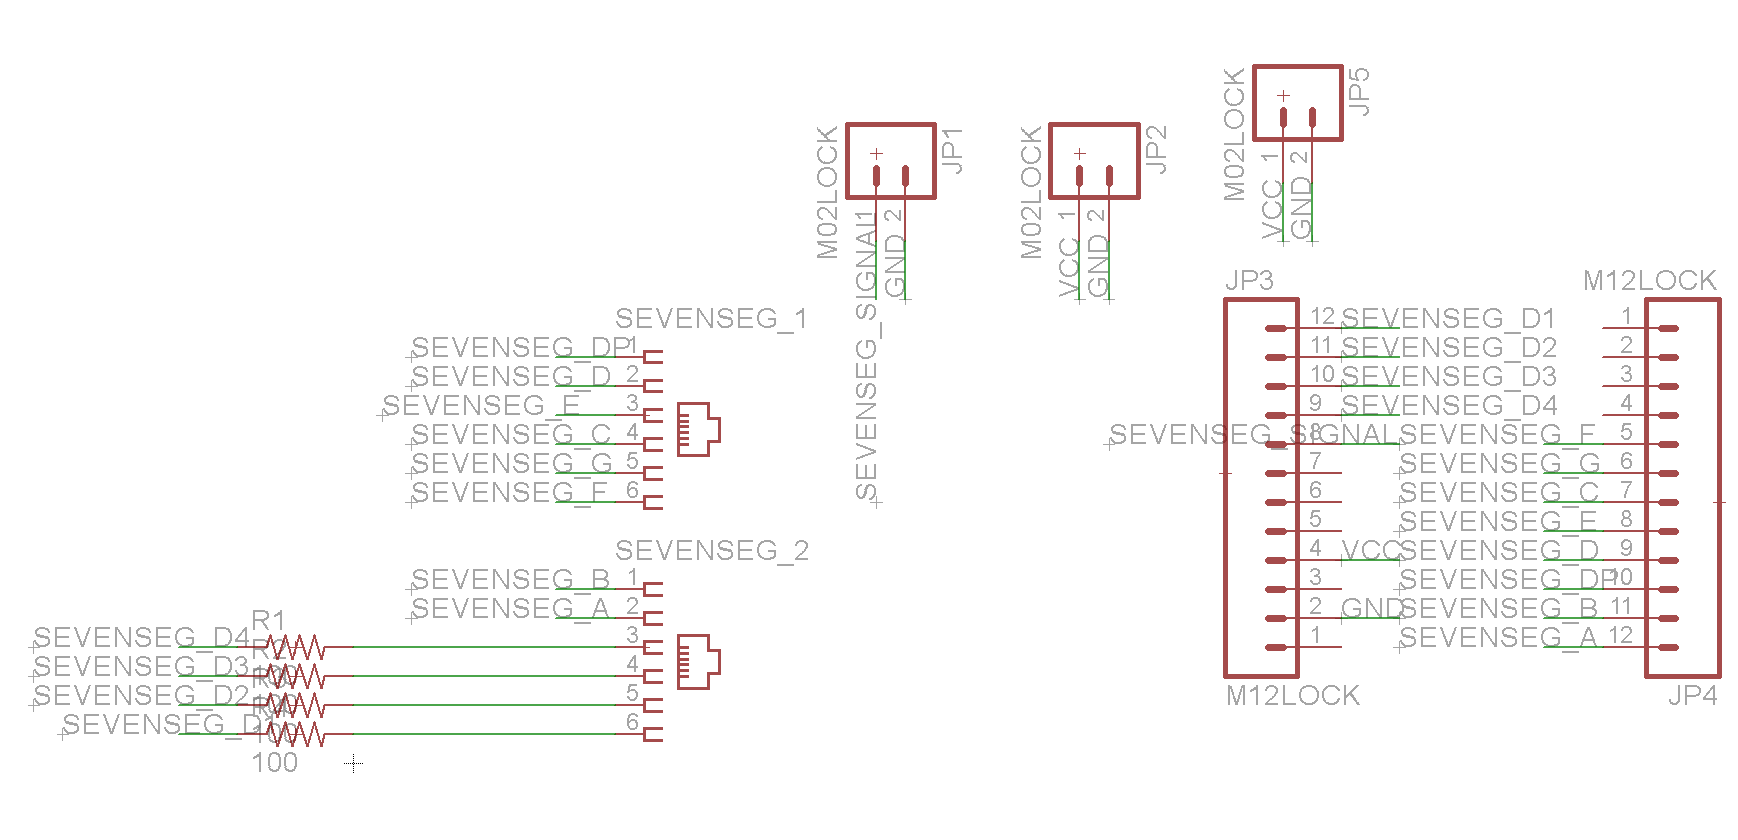 M02LOCK
JP5
VCC 1
GND 2
M02LOCK
JP1
SEVENSEG_SIGNAL 1
GND 2
M02LOCK
JP2
VCC 1
GND 2
SEVENSEG_1
SEVENSEG_DP 1
SEVENSEG_D 2
SEVENSEG_E 3
SEVENSEG_C 4
SEVENSEG_G 5
SEVENSEG_F 6
SEVENSEG_2
SEVENSEG_B 1
SEVENSEG_A 2
R1
SEVENSEG_D4 3
R2
SEVENSEG_D3 4
SEVENSEG_D2 5
SEVENSEG_D1 6
100
100
JP3
12 SEVENSEG_D1
11 SEVENSEG_D2
10 SEVENSEG_D3
9 SEVENSEG_D4
SEVENSEG_SIGNAL 8
7
6
5
4 VCC
3
2 GND
1
M12LOCK
M12LOCK
1
2
3
4
SEVENSEG_F 5
SEVENSEG_G 6
SEVENSEG_C 7
SEVENSEG_E 8
SEVENSEG_D 9
SEVENSEG_DP 10
SEVENSEG_B 11
SEVENSEG_A 12
JP4